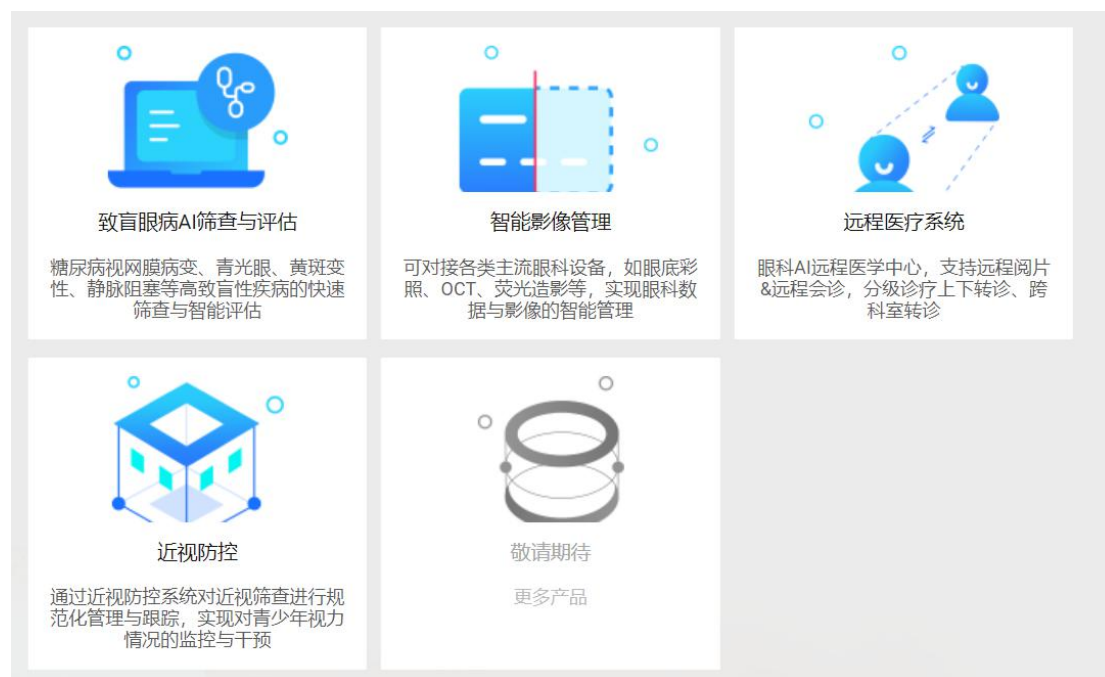 致盲眼病AI筛查与评估
糖尿病视网膜病变、青光眼、黄斑变
性、静脉阻塞等高致盲性疾病的快速
筛查与智能评估
智能影像管理
可对接各类主流眼科设备，如眼底彩
照、OCT、荧光造影等，实现眼科数
据与影像的智能管理
远程医疗系统
眼科AI远程医学中心，支持远程阅片
&远程会诊，分级诊疗上下转诊、跨
科室转诊
近视防控
通过近视防控系统对近视筛查进行规
范化管理与跟踪，实现对青少年视力
情况的监控与干预
敬请期待
更多产品